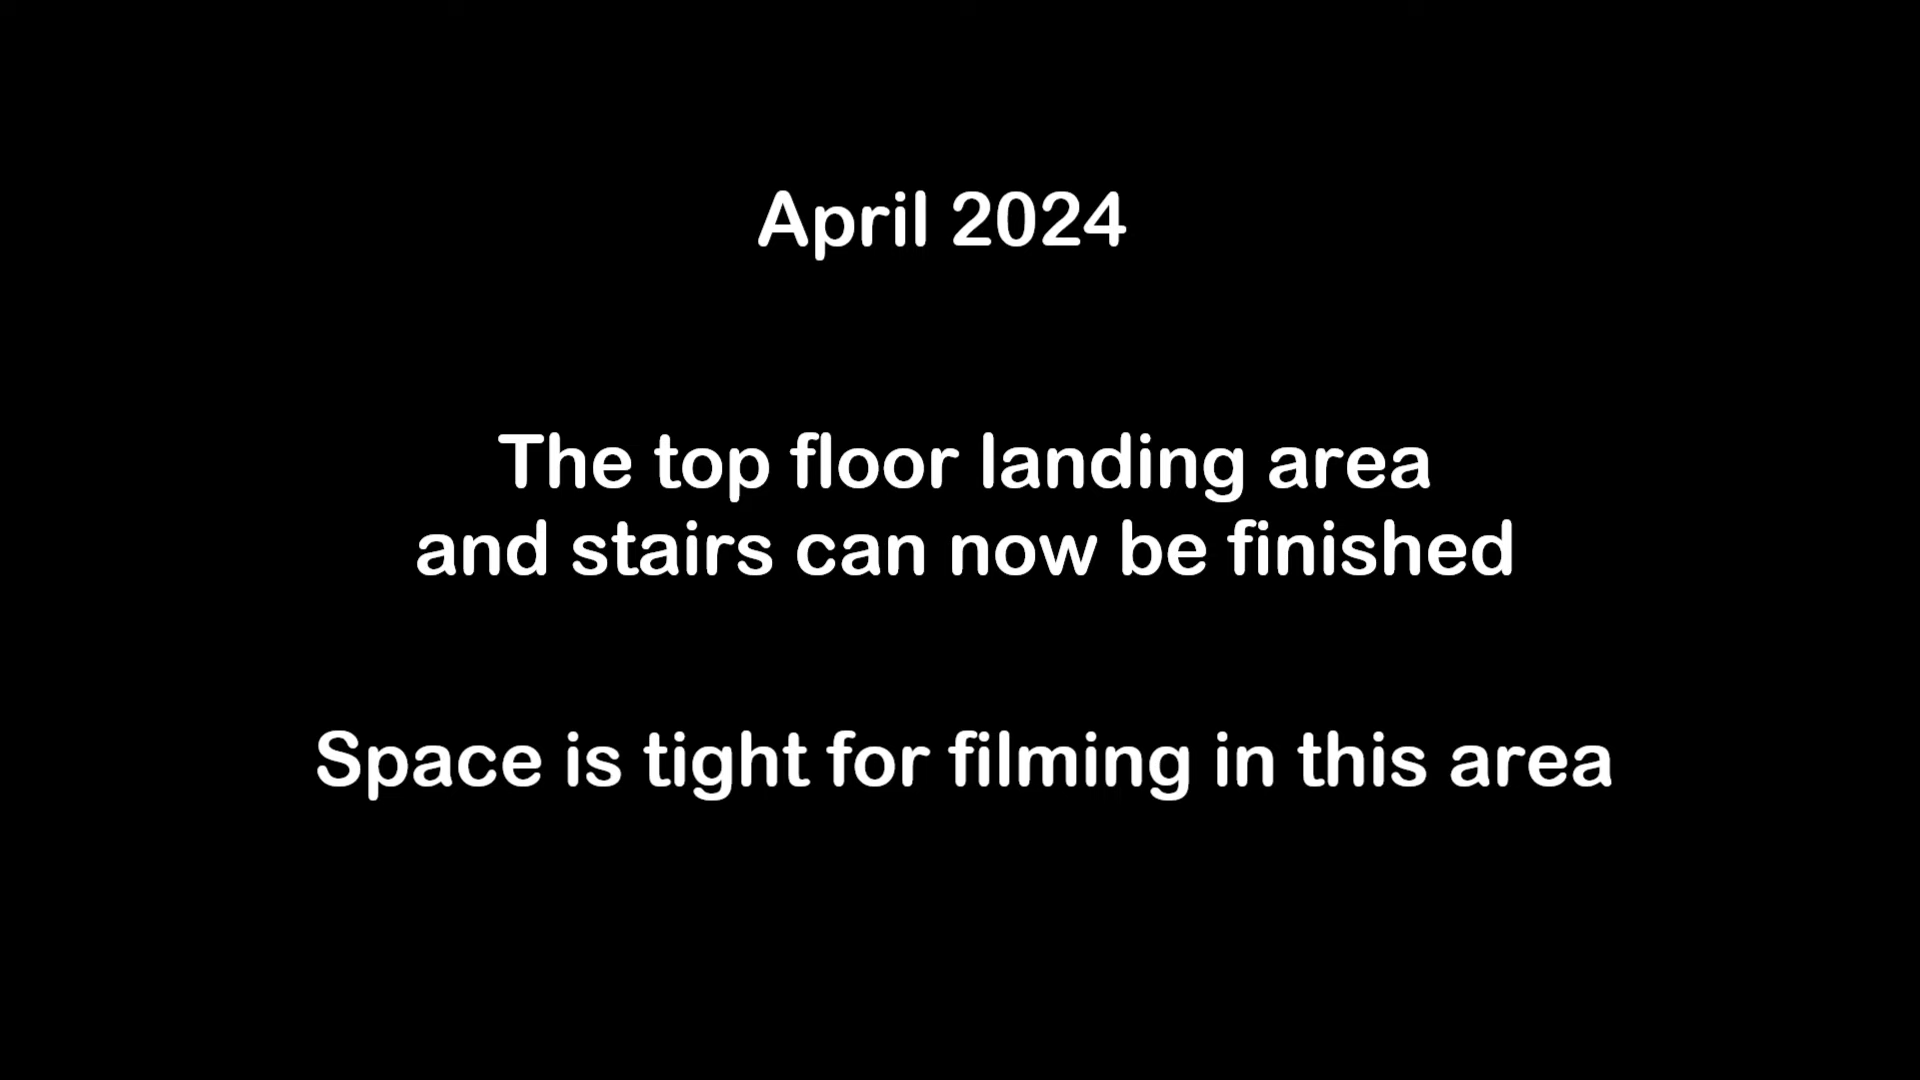 April 2024
The top floor landing area
and stairs can now be finished
Space is tight for filming in this area